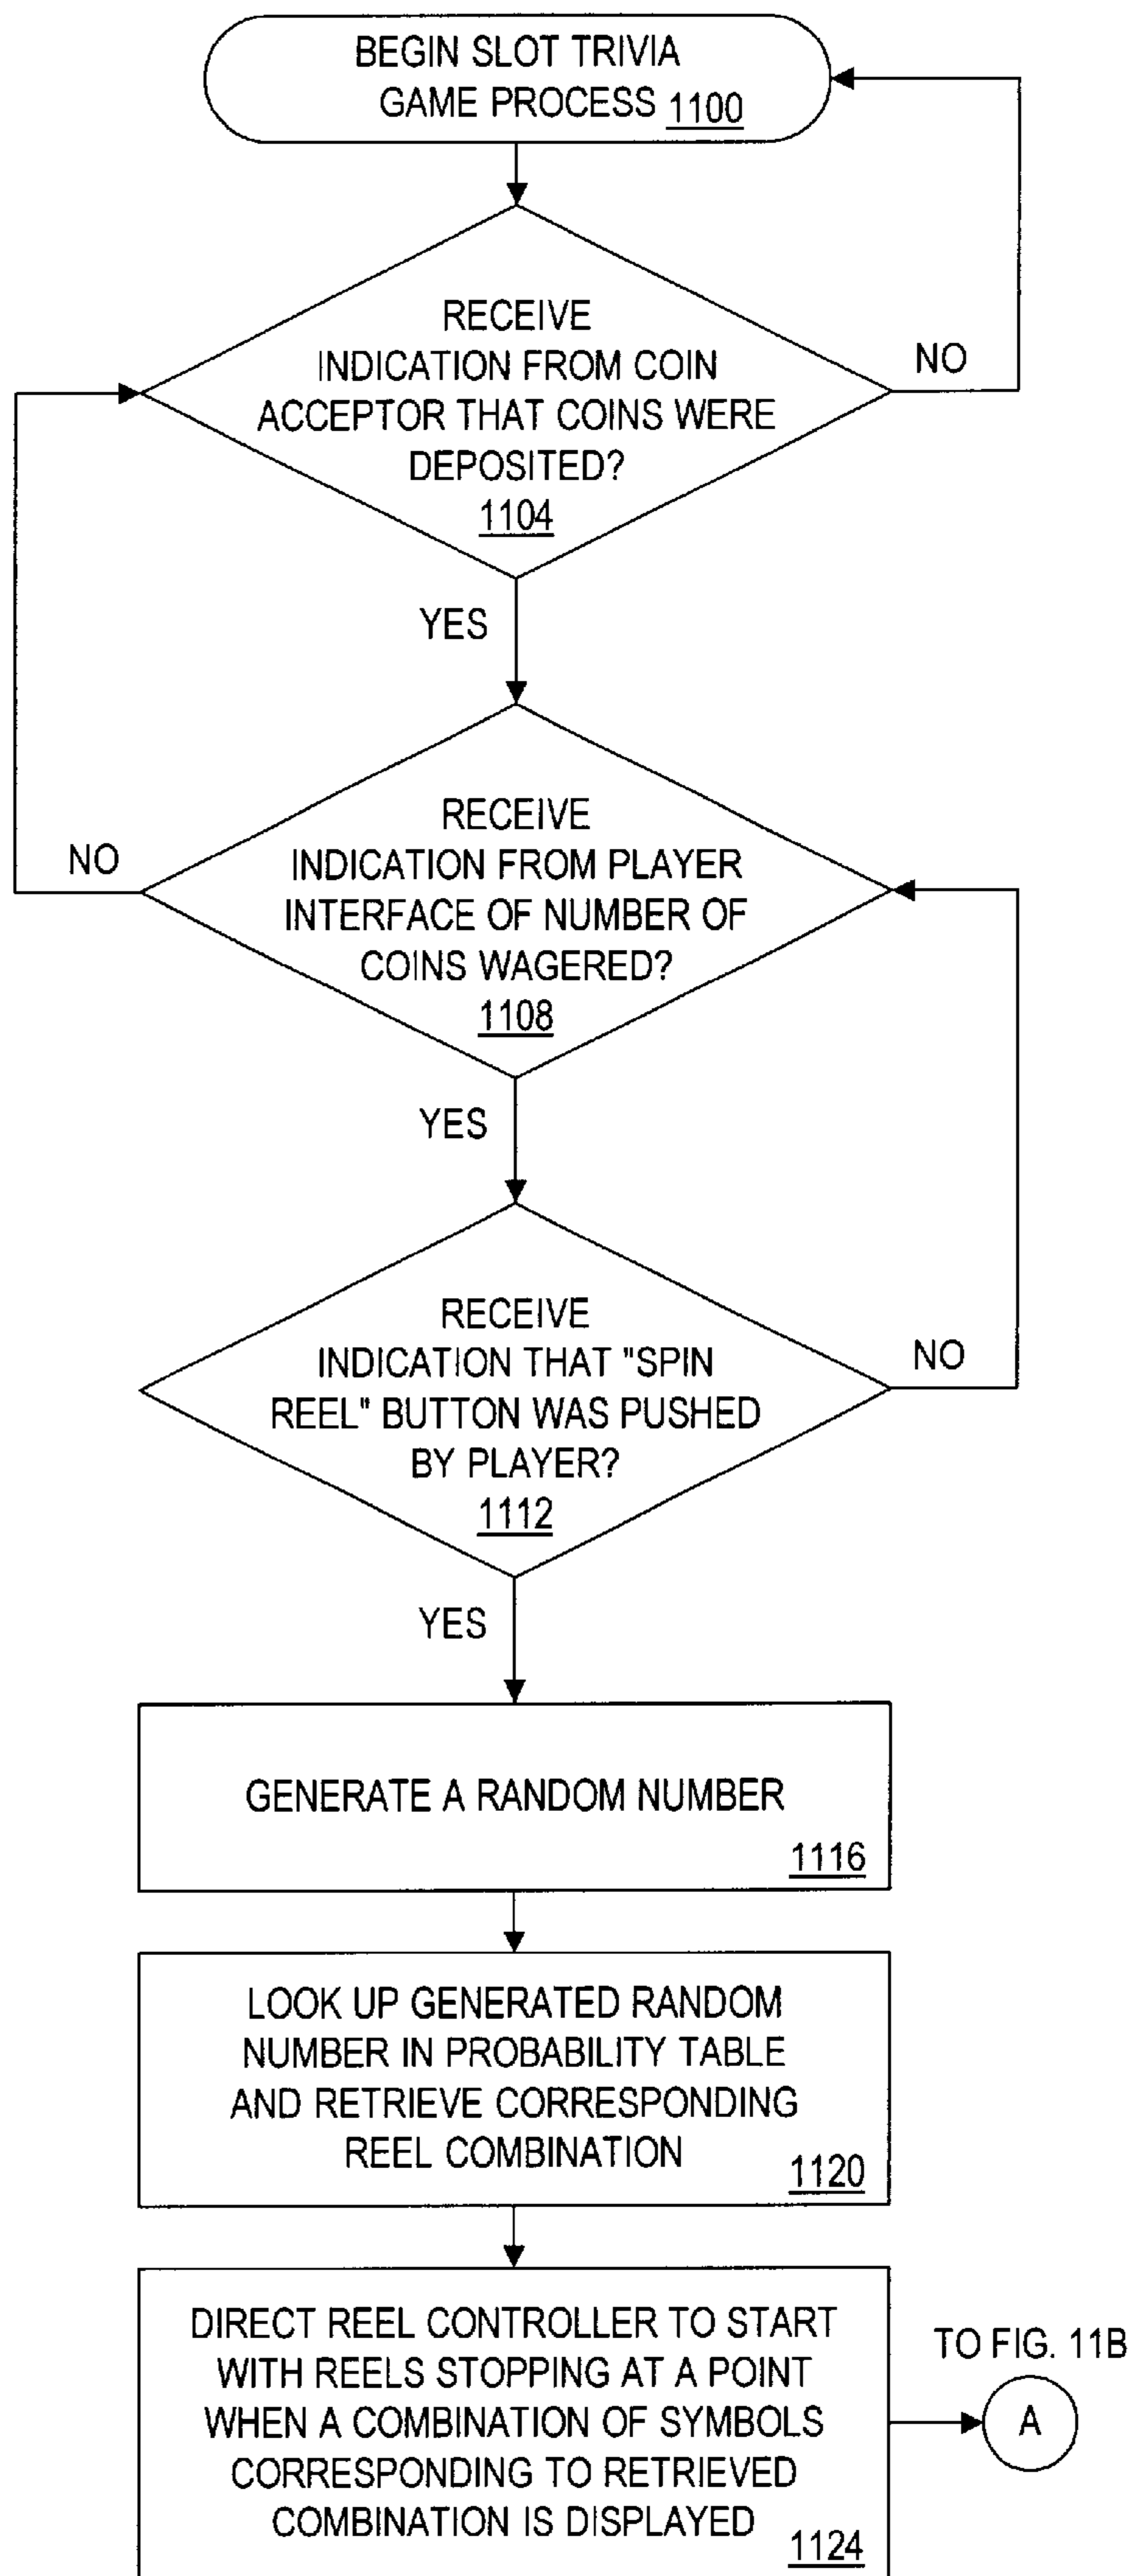 BEGIN SLOT TRIVIA
GAME PROCESS 1100
RECEIVE
INDICATION FROM COIN
ACCEPTOR THAT COINS WERE
DEPOSITED?
1104
NO
YES
RECEIVE
INDICATION FROM PLAYER
INTERFACE OF NUMBER OF
COINS WAGERED?
1108
NO
YES
RECEIVE
INDICATION THAT "SPIN
REEL" BUTTON WAS PUSHED
BY PLAYER?
1112
NO
YES
GENERATE A RANDOM NUMBER
1116
LOOK UP GENERATED RANDOM
NUMBER IN PROBABILITY TABLE
AND RETRIEVE CORRESPONDING
REEL COMBINATION
1120
DIRECT REEL CONTROLLER TO START
WITH REELS STOPPING AT A POINT
WHEN A COMBINATION OF SYMBOLS
CORRESPONDING TO RETRIEVED
COMBINATION IS DISPLAYED
1124
TO FIG. 11B
A